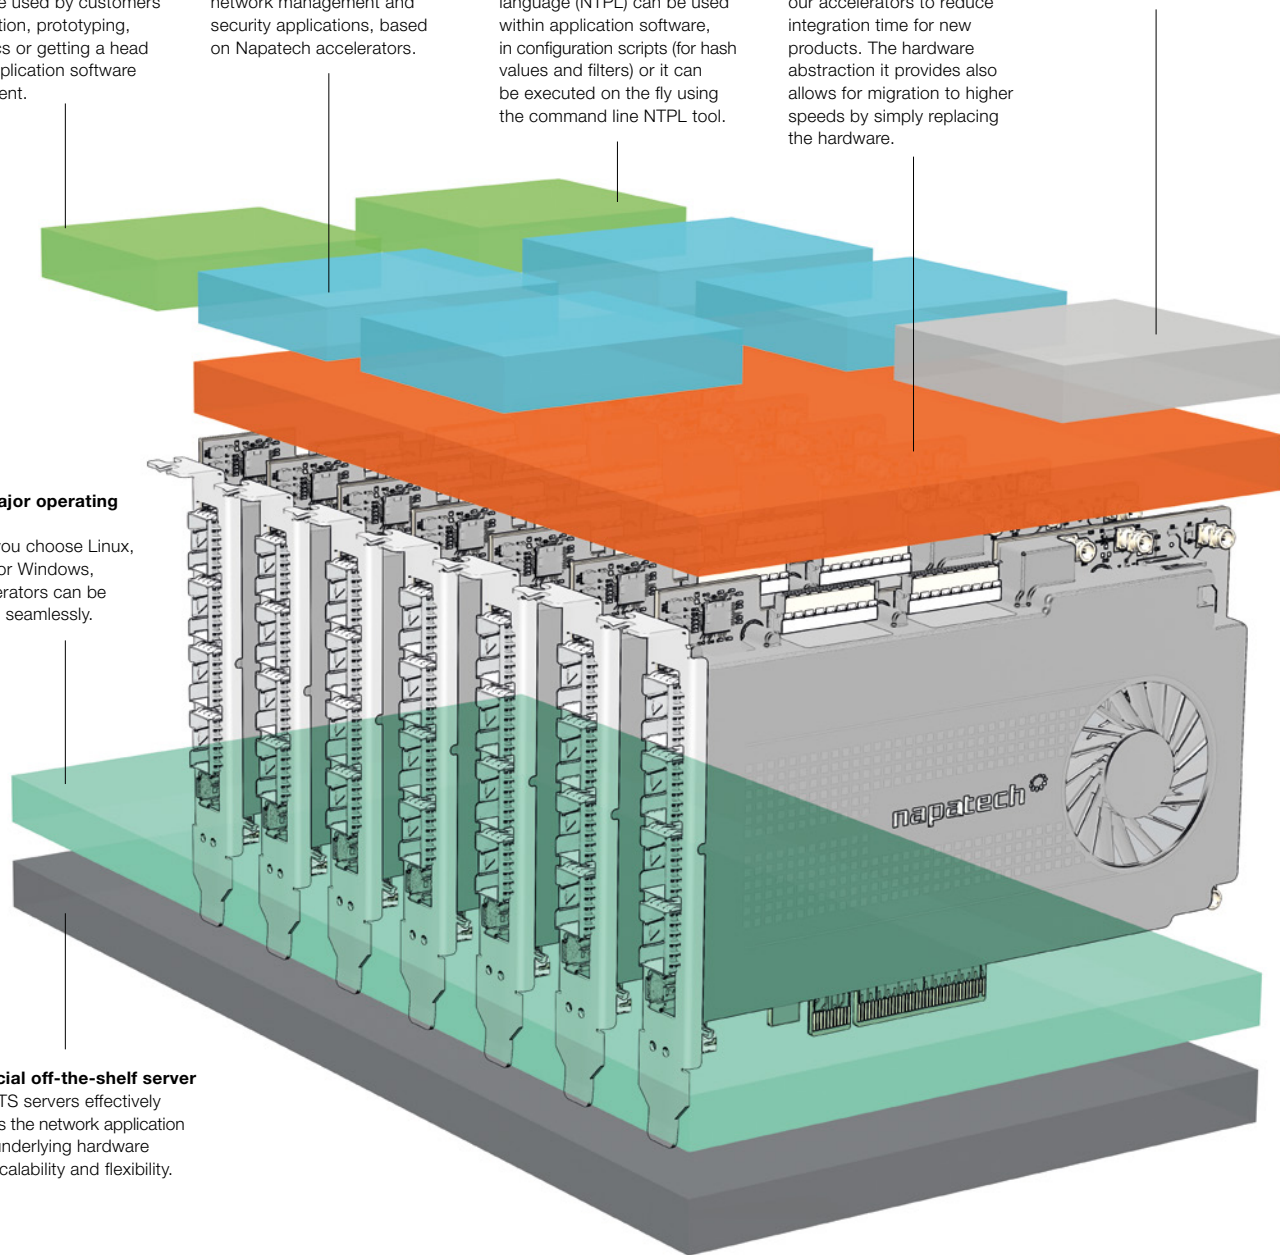 e used by customers
tion, prototyping,
cs or getting a head
plication software
ent.
network management and
security applications, based
on Napatech accelerators.
language (NTPL) can be used
within application software,
in configuration scripts (for hash
values and filters) or it can
be executed on the fly using
the command line NTPL tool.
our accelerators to reduce
integration time for new
products. The hardware
abstraction it provides also
allows for migration to higher
speeds by simply replacing
the hardware.
ajor operating
you choose Linux,
or Windows,
erators can be
seamlessly.
napatech
cial off-the-shelf server
TS servers effectively
s the network application
underlying hardware
calability and flexibility.